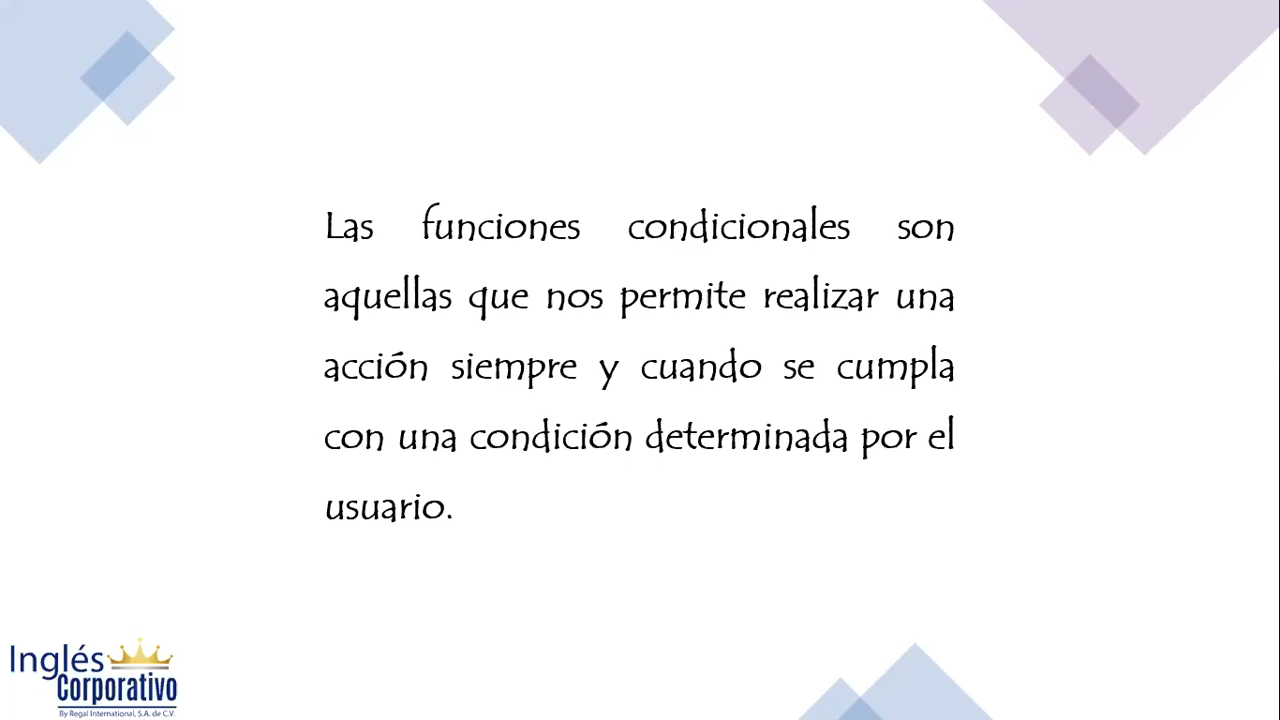 Las funciones condicionales son
aquellas que nos permite realizar una
acción siempre y cuando se cumpla
con una condición determinada por el
usuario.
Inglés
Corporativo
By Regal International, S.A. de C.V.